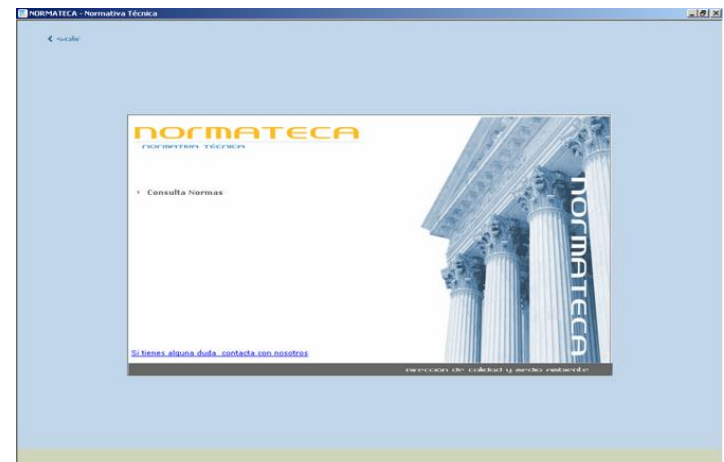 NORMATECA - Normativa Técnica
salir
NORMATECA
NORMATIVA TÉCNICA
Consulta Normas
NORMATECA
Si tienes alguna duda contacta con nosotros
Dirección de calidad y medio ambiente